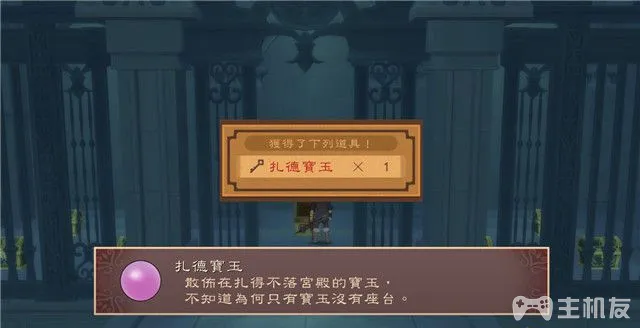 獲得了下列道具！
扎德寶玉 × 1
扎德寶玉
散佈在扎得不落宮殿的寶玉，
不知道為何只有寶玉沒有座台。
主机友